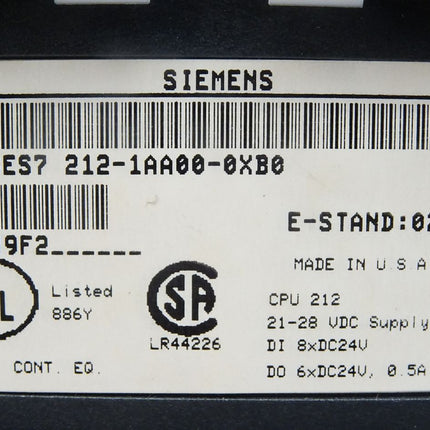 SIEMENS
ES7 212-1AA00-0XB0
E-STAND:02
9F2______
MADE IN U S A
L Listed
886Y
SA
LR44226
CPU 212
21-28 VDC Supply
DI 8xDC24V
DO 6xDC24V, 0.5A
CONT. EQ.